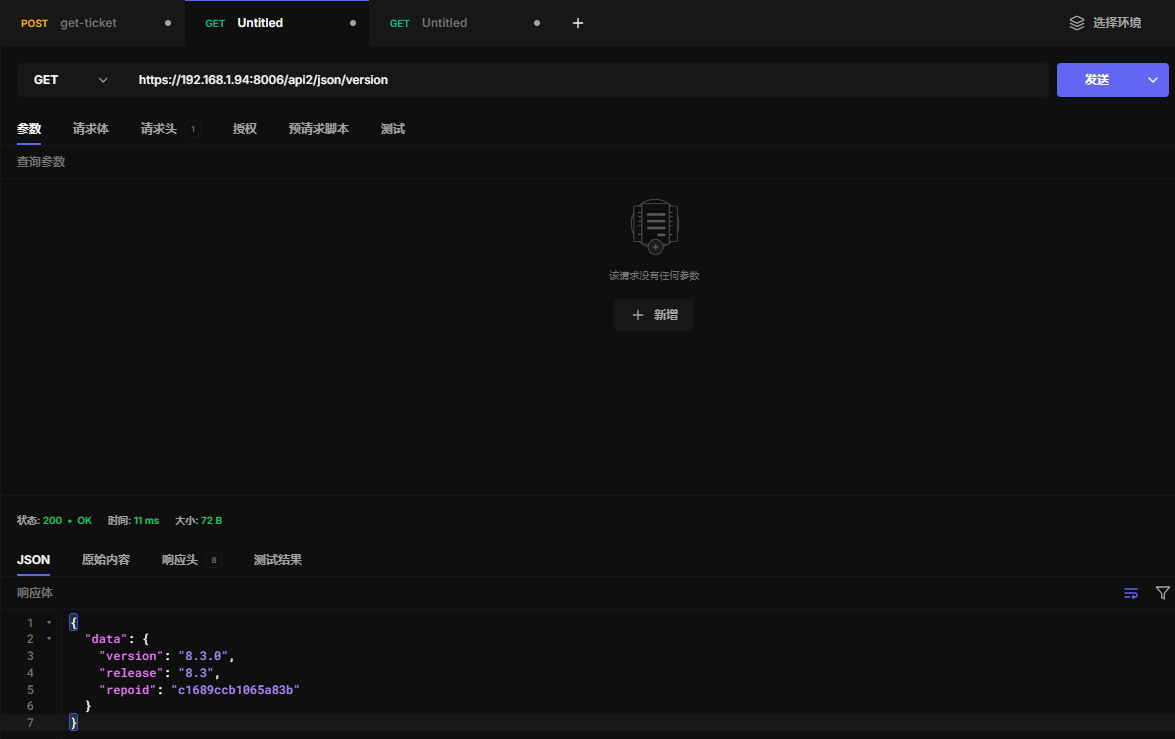 POST get-ticket GET Untitled GET Untitled 选择环境
GET https://192.168.1.94:8006/api2/json/version 发送
参数 请求体 请求头 1 授权 预请求脚本 测试
查询参数
该请求没有任何参数
新增
状态: 200 • OK 时间: 11 ms 大小: 72 B
JSON 原始内容 响应头 8 测试结果
响应体
1 {
2 "data": {
3 "version": "8.3.0",
4 "release": "8.3",
5 "repoid": "c1689ccb1065a83b"
6 }
7 }